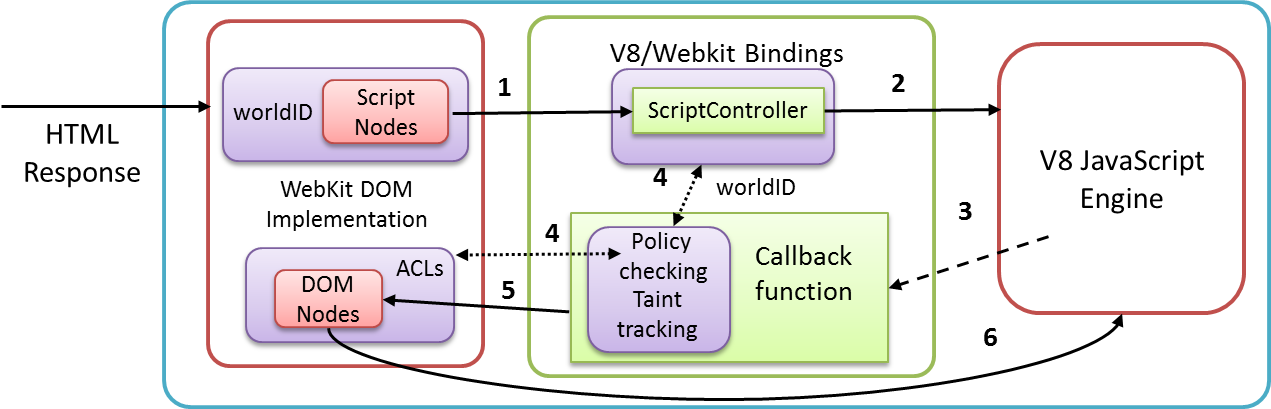 HTML
Response
worldID
Script
Nodes
WebKit DOM
Implementation
ACLs
DOM
Nodes
1
V8/Webkit Bindings
ScriptController
2
4
worldID
4
5
Policy
checking
Taint
tracking
Callback
function
3
V8 JavaScript
Engine
6